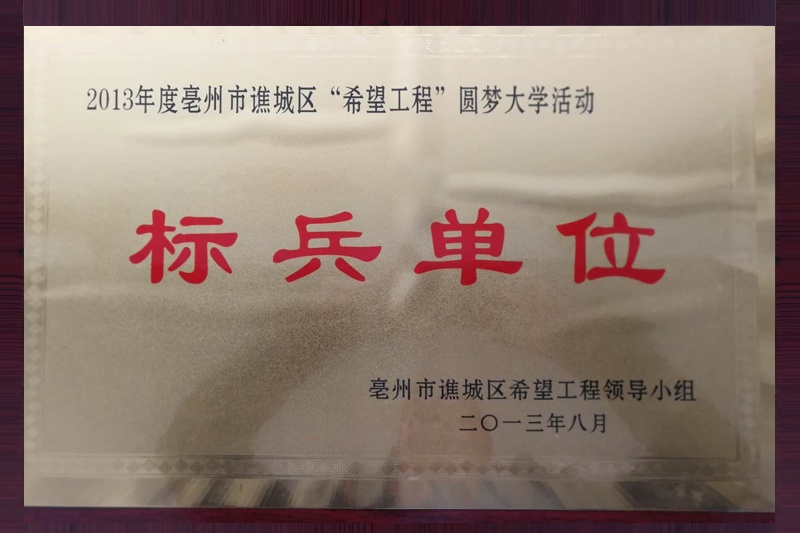 2013年度亳州市谯城区“希望工程”圆梦大学活动
标兵单位
亳州市谯城区希望工程领导小组
二〇一三年八月